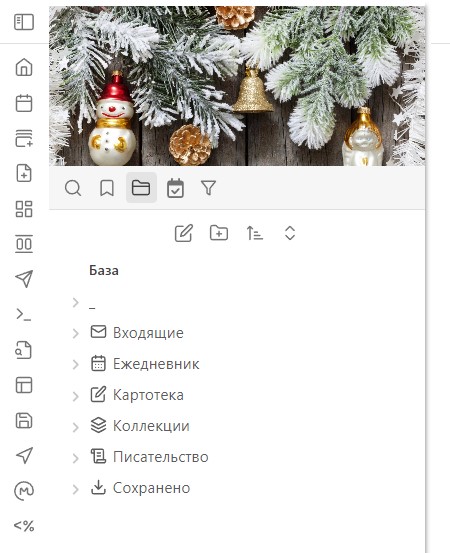 База
_
Входящие
Ежедневник
Картотека
Коллекции
Писательство
Сохранено
<%